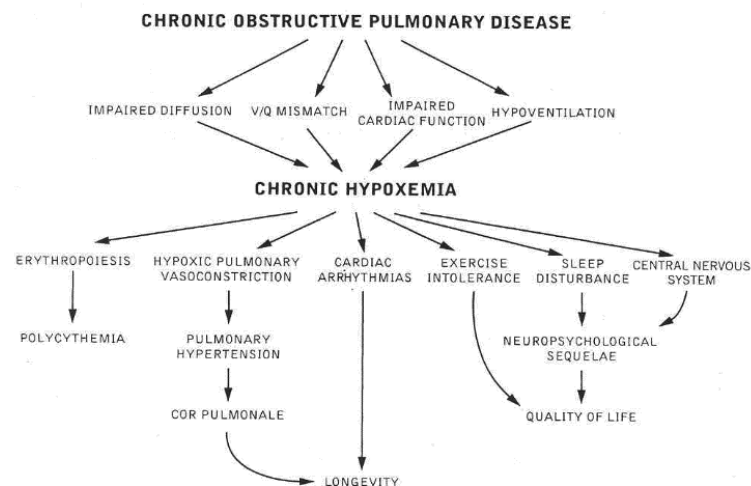 CHRONIC OBSTRUCTIVE PULMONARY DISEASE
IMPAIRED DIFFUSION
V/Q MISMATCH
IMPAIRED
CARDIAC FUNCTION
HYPOVENTILATION
CHRONIC HYPOXEMIA
ERYTHROPOIESIS
HYPOXIC PULMONARY
VASOCONSTRICTION
CARDIAC
ARRHYTHMIAS
EXERCISE
INTOLERANCE
SLEEP
DISTURBANCE
CENTRAL NERVOUS
SYSTEM
POLYCYTHEMIA
PULMONARY
HYPERTENSION
NEUROPSYCHOLOGICAL
SEQUELAE
COR PULMONALE
QUALITY OF LIFE
LONGEVITY